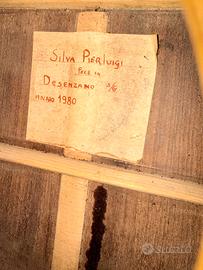 Silva Pierluigi
Fece in
Desenzano S/G
Anno 1980
SUBITO